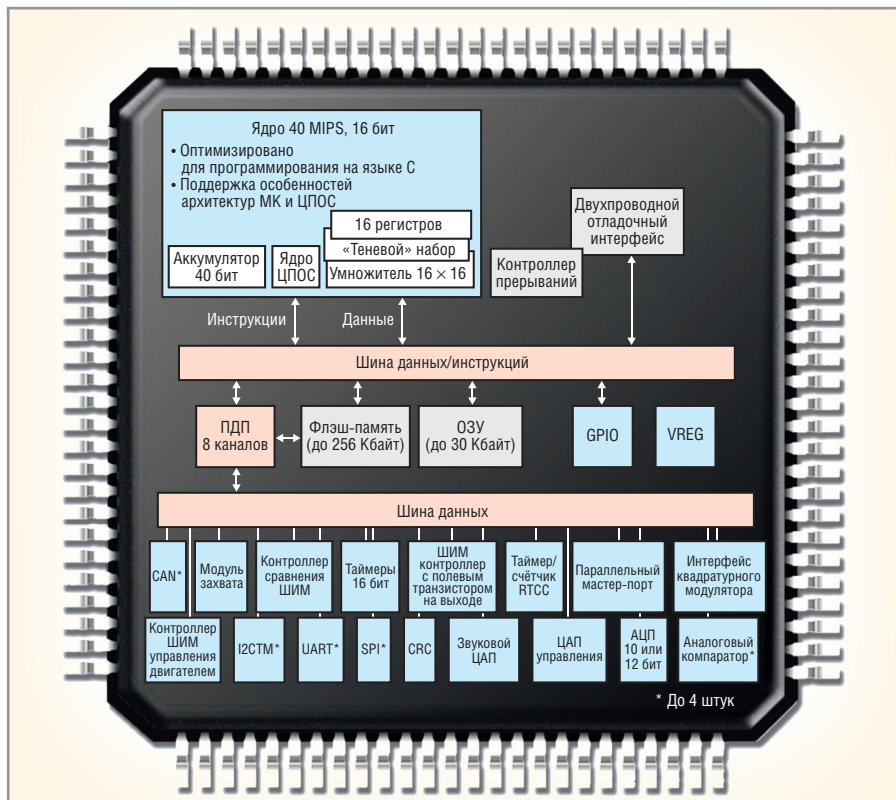 Ядро 40 MIPS, 16 бит
• Оптимизировано
для программирования на языке С
• Поддержка особенностей
архитектур МК и ЦПОС
16 регистров
«Теневой» набор
Умножитель 16 × 16
Аккумулятор
40 бит
Ядро
ЦПОС
Двухпроводной
отладочный
интерфейс
Контроллер
прерываний
Инструкции
Данные
Шина данных/инструкций
ПДП
8 каналов
Флэш-память
(до 256 Кбайт)
ОЗУ
(до 30 Кбайт)
GPIO
VREG
Шина данных
CAN*
Модуль
захвата
Контроллер
сравнения
ШИМ
Таймеры
16 бит
ШИМ
контроллер
с полевым
транзистором
на выходе
Таймер/
счётчик
RTCC
Параллельный
мастер-порт
Интерфейс
квадратурного
модулятора
Контроллер
ШИМ
управления
двигателем
I2CTM*
UART*
SPI*
CRC
Звуковой
ЦАП
ЦАП
управления
АЦП
10 или
12 бит
Аналоговый
компаратор*
* До 4 штук